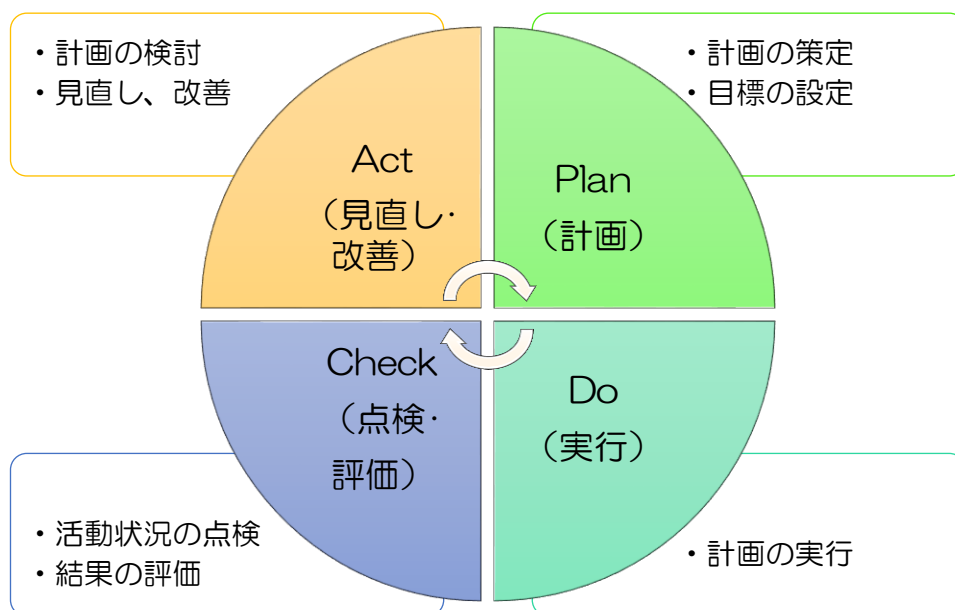 ・計画の検討
・見直し、改善
・計画の策定
・目標の設定
Act
（見直し・
改善）
Plan
（計画）
Check
（点検・
評価）
Do
（実行）
・活動状況の点検
・結果の評価
・計画の実行